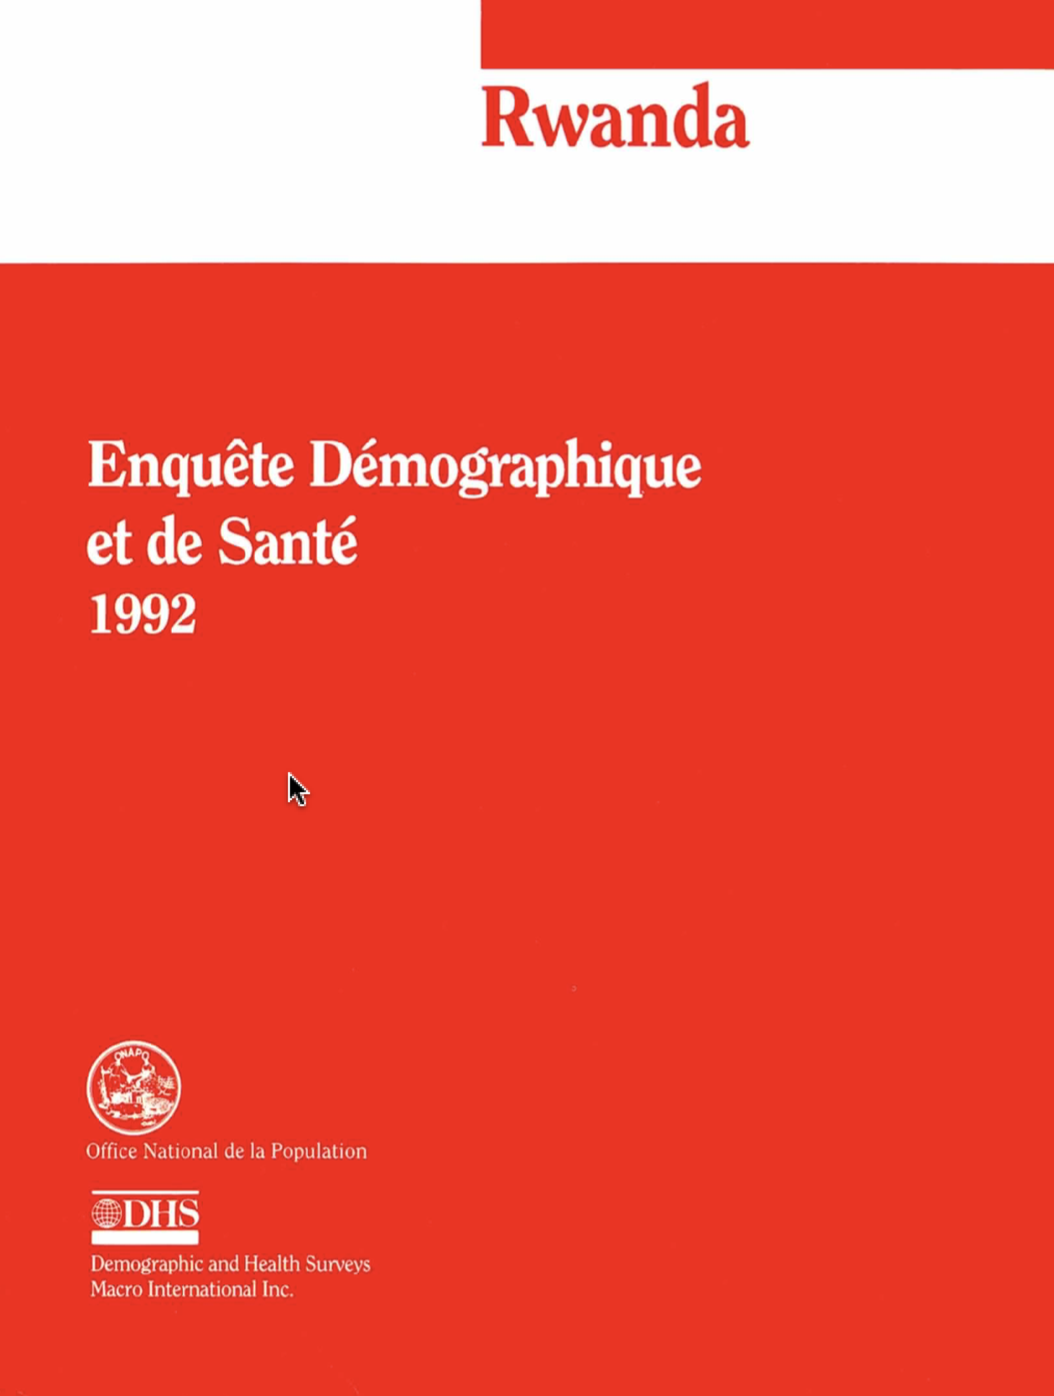 Rwanda
Enquête Démographique
et de Santé
1992
ONAPO
Office National de la Population
DHS
Demographic and Health Surveys
Macro International Inc.